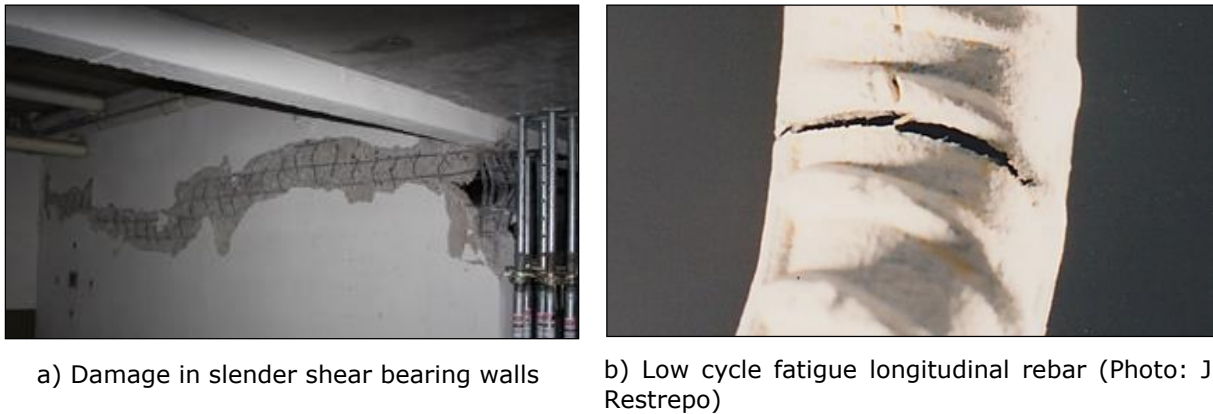 a) Damage in slender shear bearing walls
b) Low cycle fatigue longitudinal rebar (Photo: J
Restrepo)